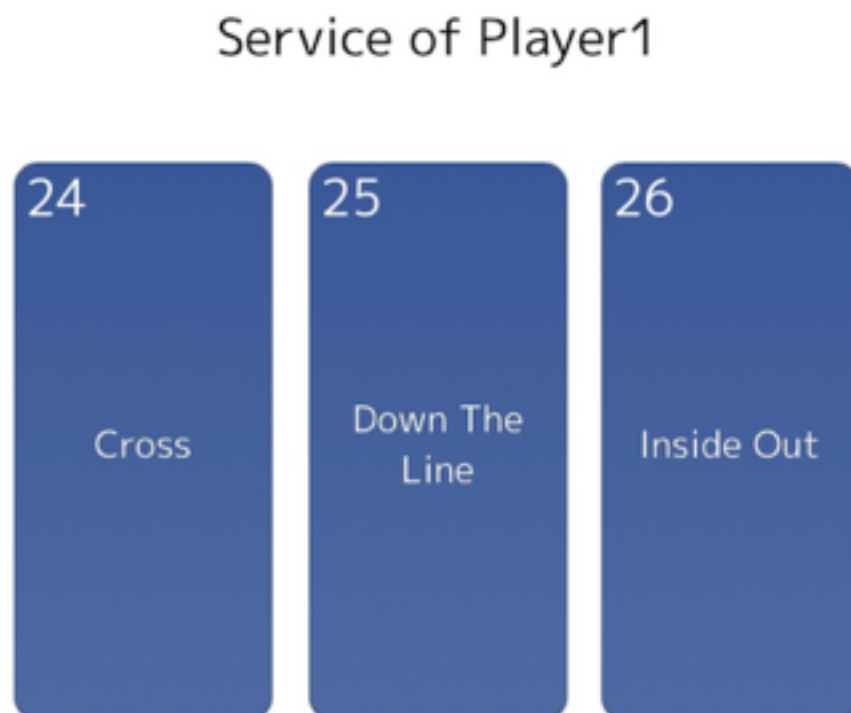 Service of Player1
24
25
26
Cross
Down The
Line
Inside Out